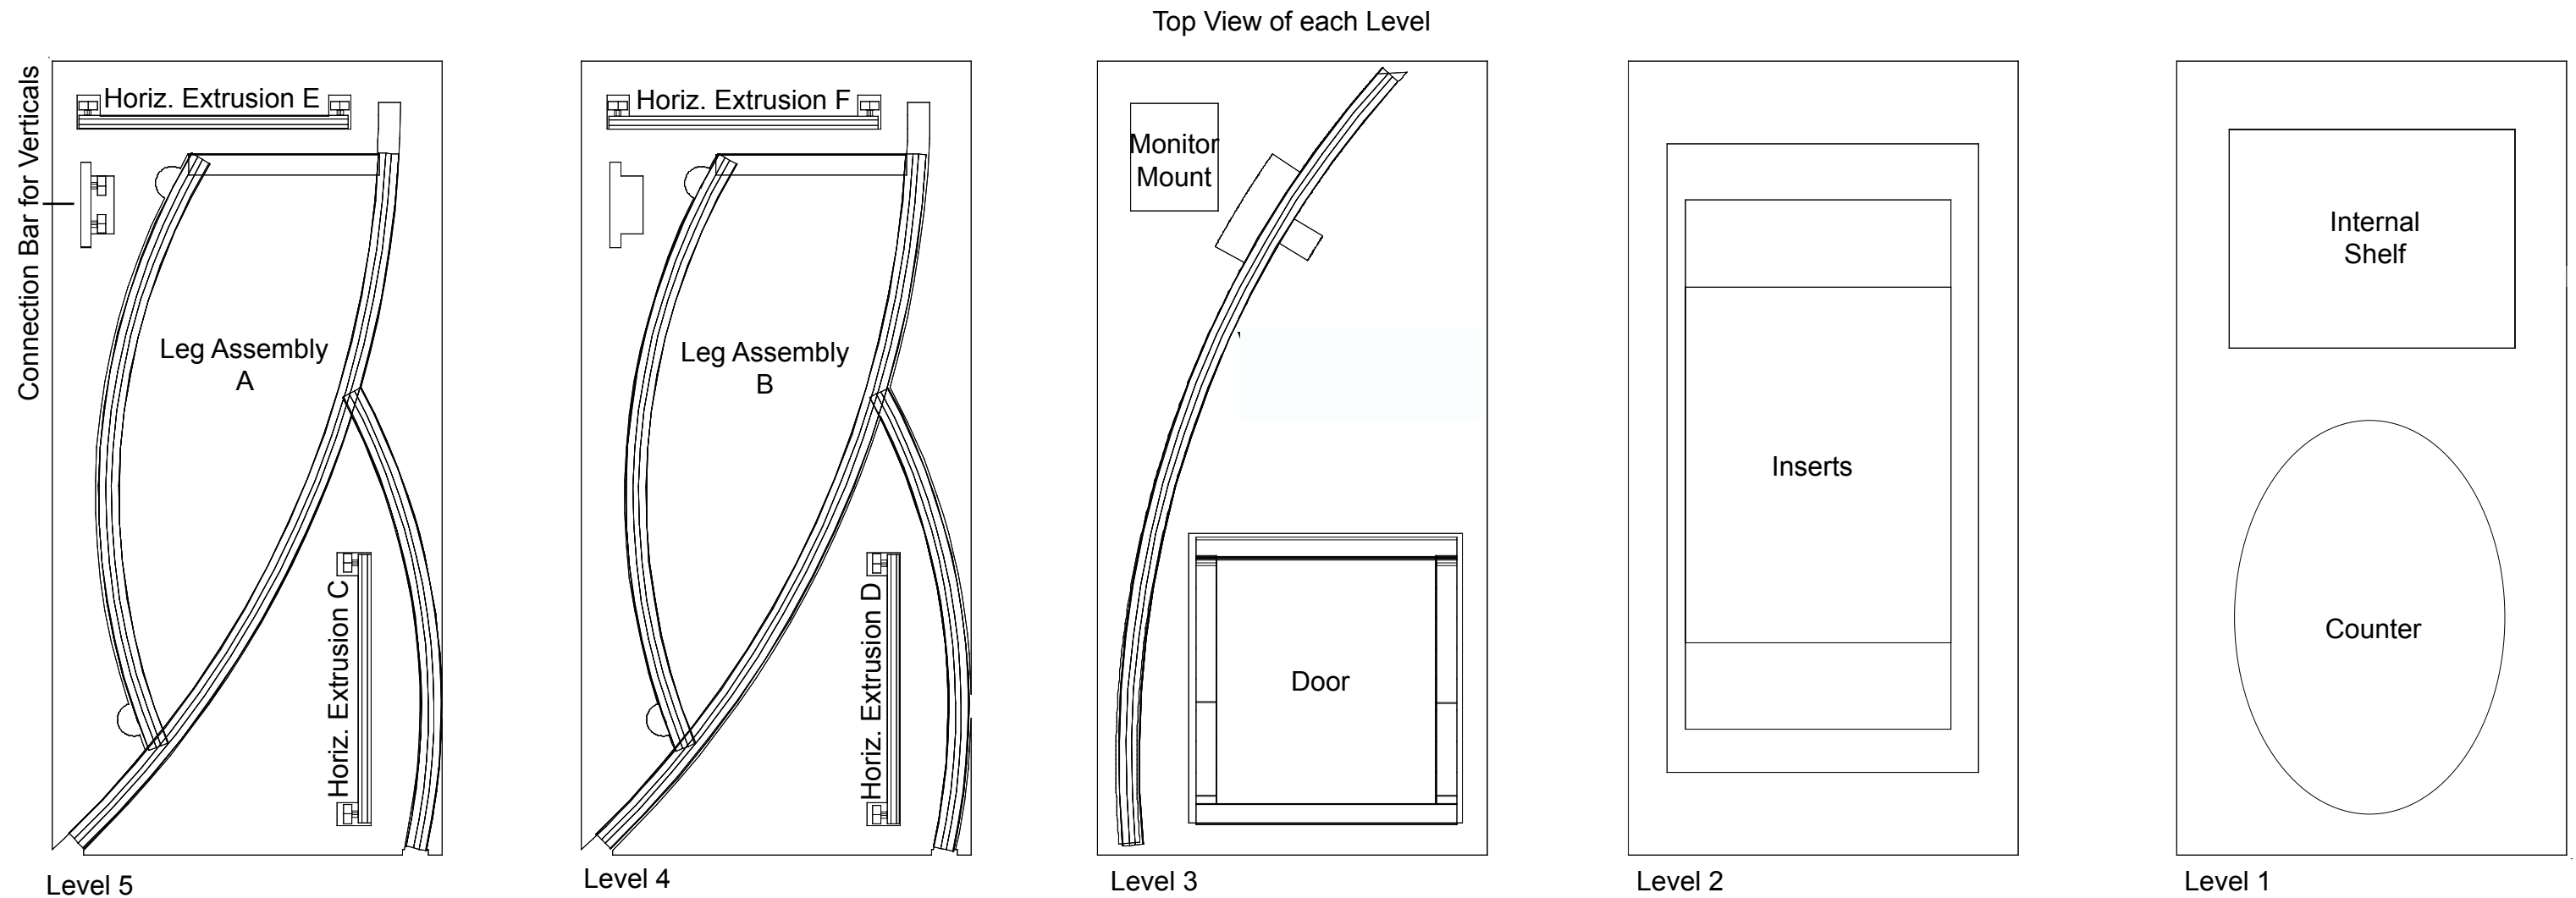 Top View of each Level
Connection Bar for Verticals
Horiz. Extrusion E
Leg Assembly
A
Horiz. Extrusion C
Level 5
Horiz. Extrusion F
Leg Assembly
B
Horiz. Extrusion D
Level 4
Monitor
Mount
Door
Level 3
Inserts
Level 2
Internal
Shelf
Counter
Level 1